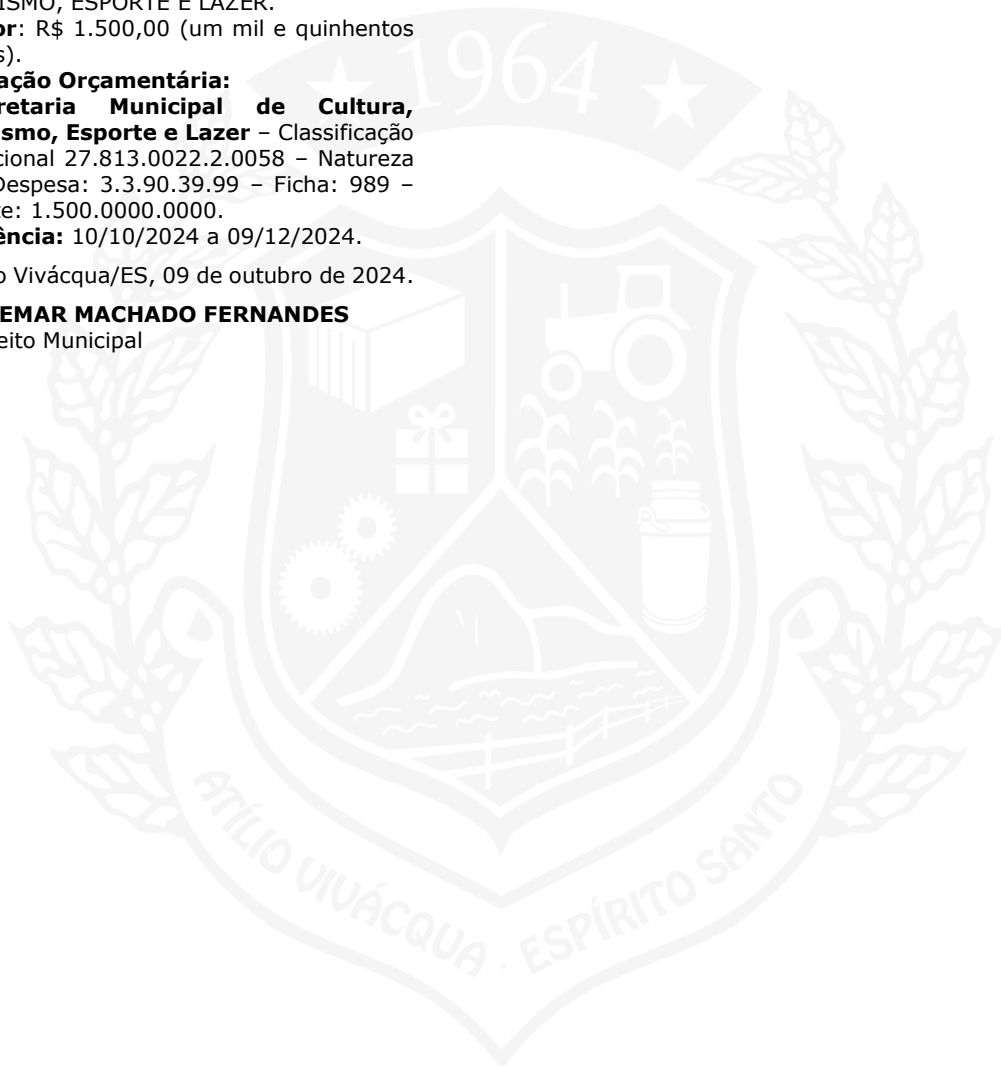 ISMO, ESPORTE E LAZER.
or: R$ 1.500,00 (um mil e quinhentos
s).
ação Orçamentária:
retaria Municipal de Cultura,
ismo, Esporte e Lazer – Classificação
cional 27.813.0022.2.0058 – Natureza
Despesa: 3.3.90.39.99 – Ficha: 989 –
te: 1.500.0000.0000.
ência: 10/10/2024 a 09/12/2024.
o Vivácqua/ES, 09 de outubro de 2024.
EMAR MACHADO FERNANDES
eito Municipal
1964
ATÍLIO VIVÁCQUA · ESPÍRITO SANTO